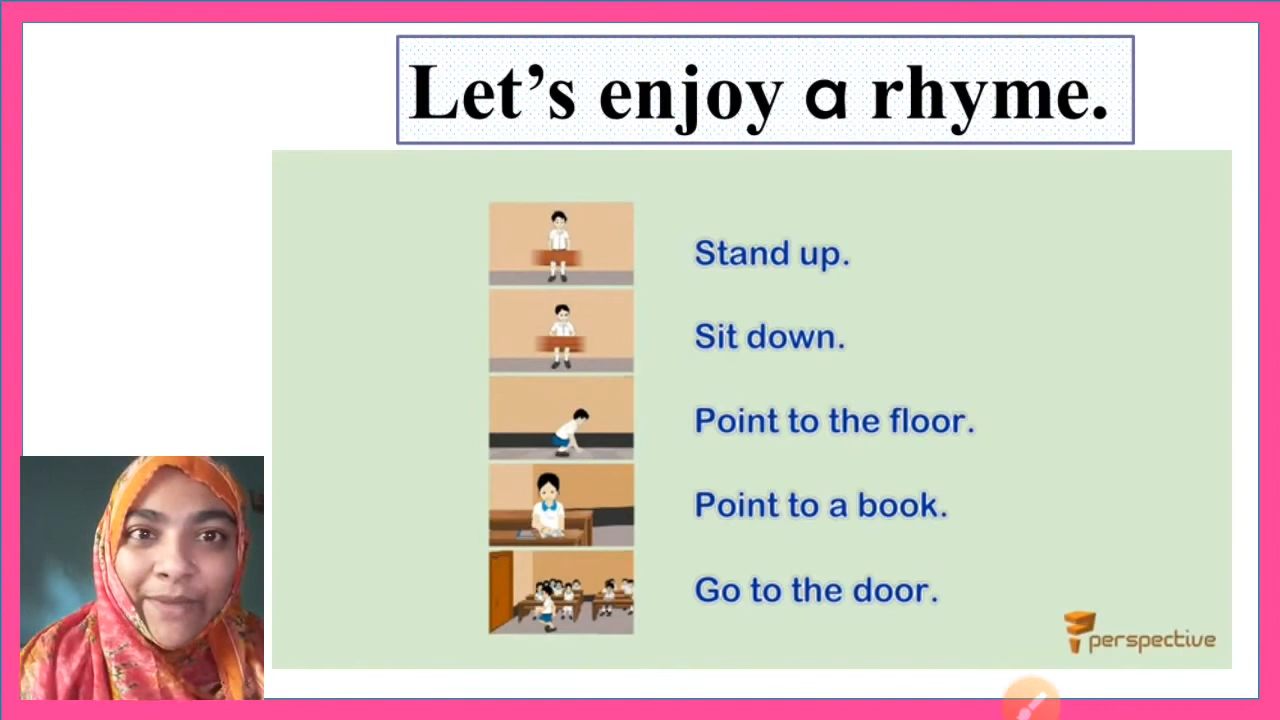 Let's enjoy a rhyme.
Stand up.
Sit down.
Point to the floor.
Point to a book.
Go to the door.
perspective